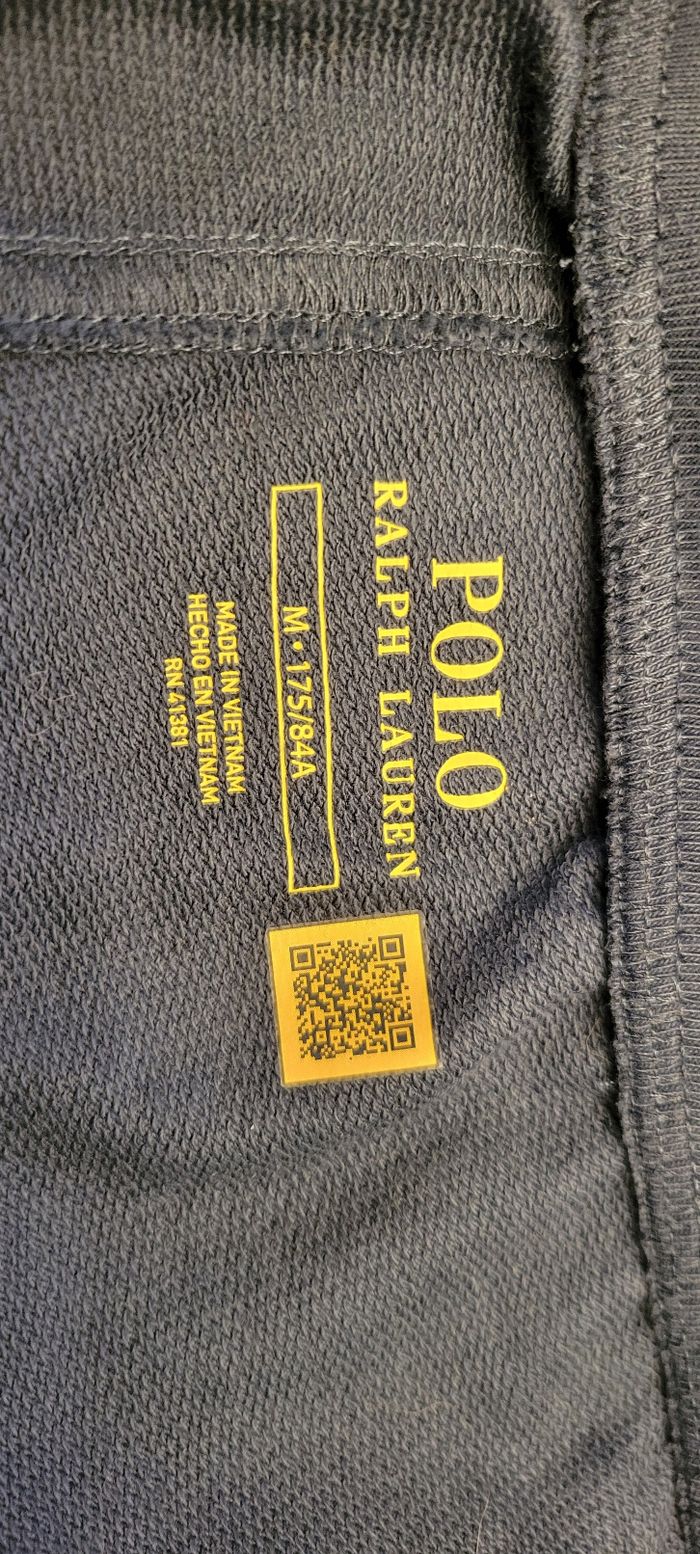 POLO
RALPH LAUREN
M • 175/84A
MADE IN VIETNAM
HECHO EN VIETNAM
RN 41381